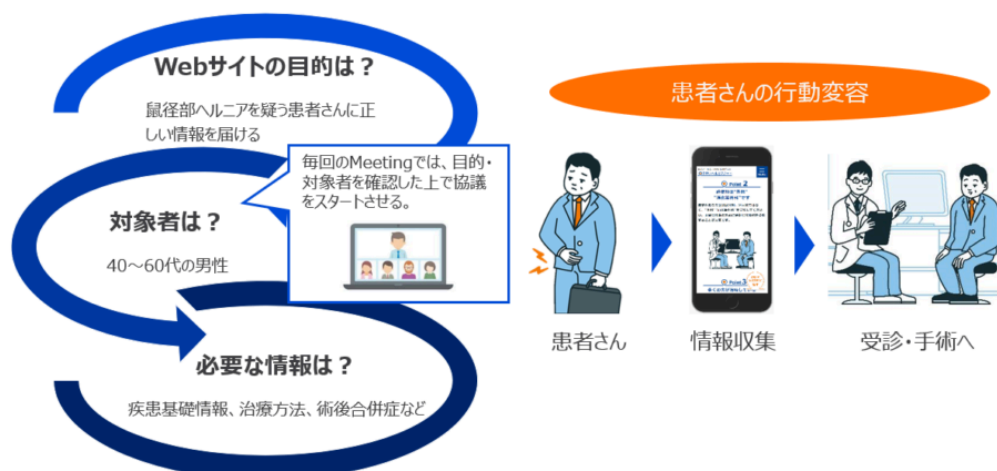 Webサイトの目的は？
鼠径部ヘルニアを疑う患者さんに正
しい情報を届ける
毎回のMeetingでは、目的・
対象者を確認した上で協議
をスタートさせる。
対象者は？
40～60代の男性
必要な情報は？
疾患基礎情報、治療方法、術後合併症など
患者さんの行動変容
Point 2
Point 3
患者さん
情報収集
受診・手術へ